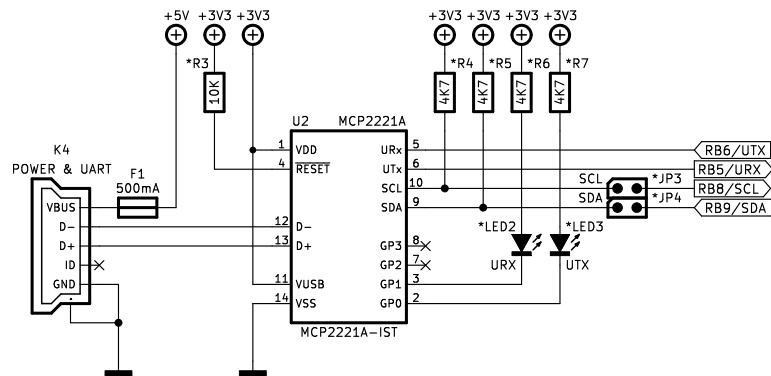 +5V +3V3 +3V3 +3V3 +3V3 +3V3 +3V3
*R3 *R4 *R5 *R6 *R7
10K 4K7 4K7 4K7 4K7
U2 MCP2221A
K4
POWER & UART
F1
500mA
1 VDD URx 5 RB6/UTX
4 RESET UTx 6 RB5/URX
SCL 10 SCL *JP3 RB8/SCL
VBUS SDA 9 SDA *JP4 RB9/SDA
D- 12 D- *LED2 *LED3
D+ 13 D+ GP3 8
ID GP2 7 URX UTX
GND 11 VUSB GP1 3
14 VSS GP0 2
MCP2221A-IST